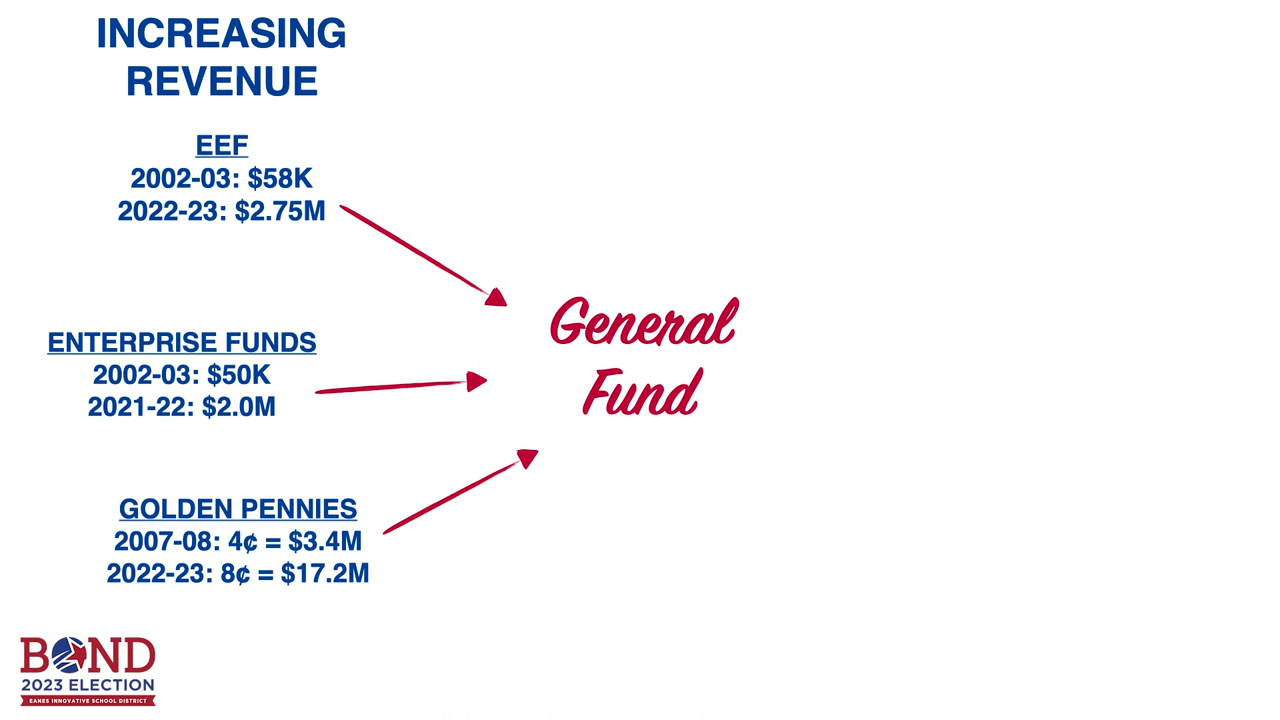 INCREASING
REVENUE
EEF
2002-03: $58K
2022-23: $2.75M
ENTERPRISE FUNDS
2002-03: $50K
2021-22: $2.0M
GOLDEN PENNIES
2007-08: 4¢ = $3.4M
2022-23: 8¢ = $17.2M
General
Fund
BOND
2023 ELECTION
EANES INNOVATIVE SCHOOL DISTRICT